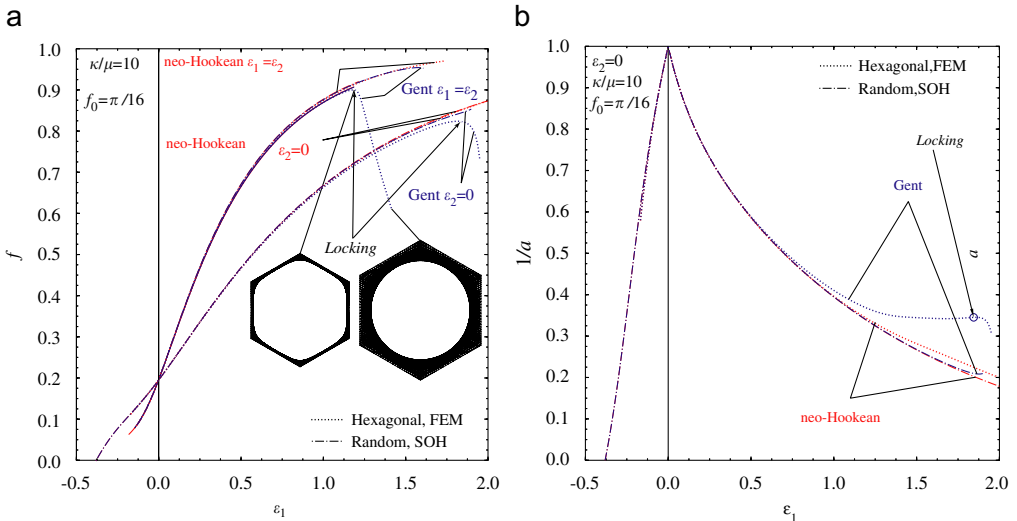 a
κ/μ=10
f₀=π/16
neo-Hookean ε₁=ε₂
Gent ε₁=ε₂
neo-Hookean
ε₂=0
Gent ε₂=0
Locking
Hexagonal, FEM
Random, SOH
f
1.0
0.9
0.8
0.7
0.6
0.5
0.4
0.3
0.2
0.1
0.0
-0.5
0.0
0.5
1.0
1.5
2.0
ε₁
b
ε₂=0
κ/μ=10
f₀=π/16
Hexagonal,FEM
Random,SOH
Locking
Gent
a
neo-Hookean
1/a
1.0
0.9
0.8
0.7
0.6
0.5
0.4
0.3
0.2
0.1
0.0
-0.5
0.0
0.5
1.0
1.5
2.0
ε₁